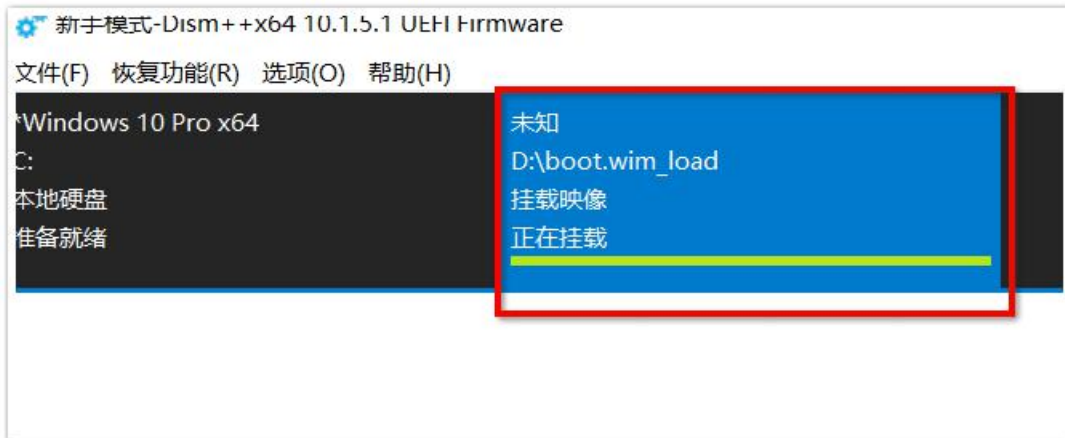 新手模式-Dism++x64 10.1.5.1 UEFI Firmware
文件(F) 恢复功能(R) 选项(O) 帮助(H)
*Windows 10 Pro x64
C:
本地硬盘
准备就绪
未知
D:\boot.wim_load
挂载映像
正在挂载